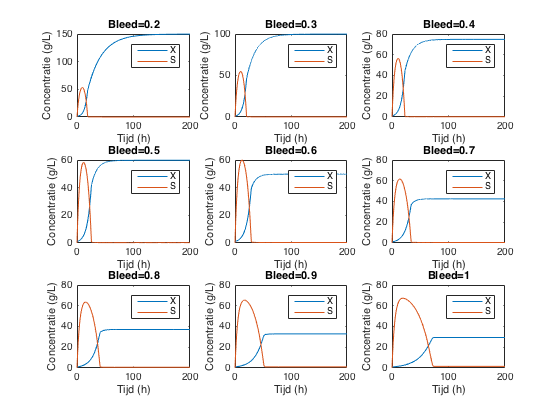 Bleed=0.2
Concentratie (g/L)
150
100
50
0
X
S
0 100 200
Tijd (h)
Bleed=0.3
Concentratie (g/L)
100
50
0
X
S
0 100 200
Tijd (h)
Bleed=0.4
Concentratie (g/L)
80
60
40
20
0
X
S
0 100 200
Tijd (h)
Bleed=0.5
Concentratie (g/L)
60
40
20
0
X
S
0 100 200
Tijd (h)
Bleed=0.6
Concentratie (g/L)
60
40
20
0
X
S
0 100 200
Tijd (h)
Bleed=0.7
Concentratie (g/L)
80
60
40
20
0
X
S
0 100 200
Tijd (h)
Bleed=0.8
Concentratie (g/L)
80
60
40
20
0
X
S
0 100 200
Tijd (h)
Bleed=0.9
Concentratie (g/L)
80
60
40
20
0
X
S
0 100 200
Tijd (h)
Bleed=1
Concentratie (g/L)
80
60
40
20
0
X
S
0 100 200
Tijd (h)